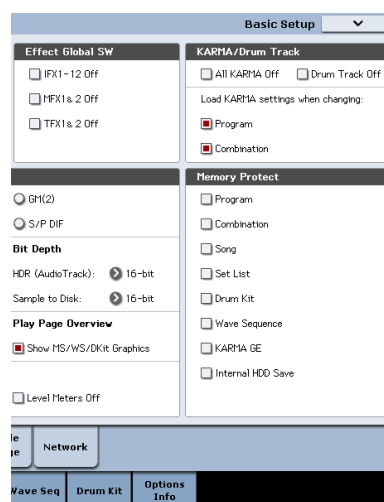 Basic Setup
Effect Global SW
IFX1-12 Off
MFX1& 2 Off
TFX1& 2 Off
KARMA/Drum Track
All KARMA Off
Drum Track Off
Load KARMA settings when changing:
Program
Combination
GM(2)
S/P DIF
Bit Depth
HDR (AudioTrack): 16-bit
Sample to Disk: 16-bit
Play Page Overview
Show MS/WS/DKit Graphics
Level Meters Off
Memory Protect
Program
Combination
Song
Set List
Drum Kit
Wave Sequence
KARMA GE
Internal HDD Save
Network
Wave Seq
Drum Kit
Options
Info